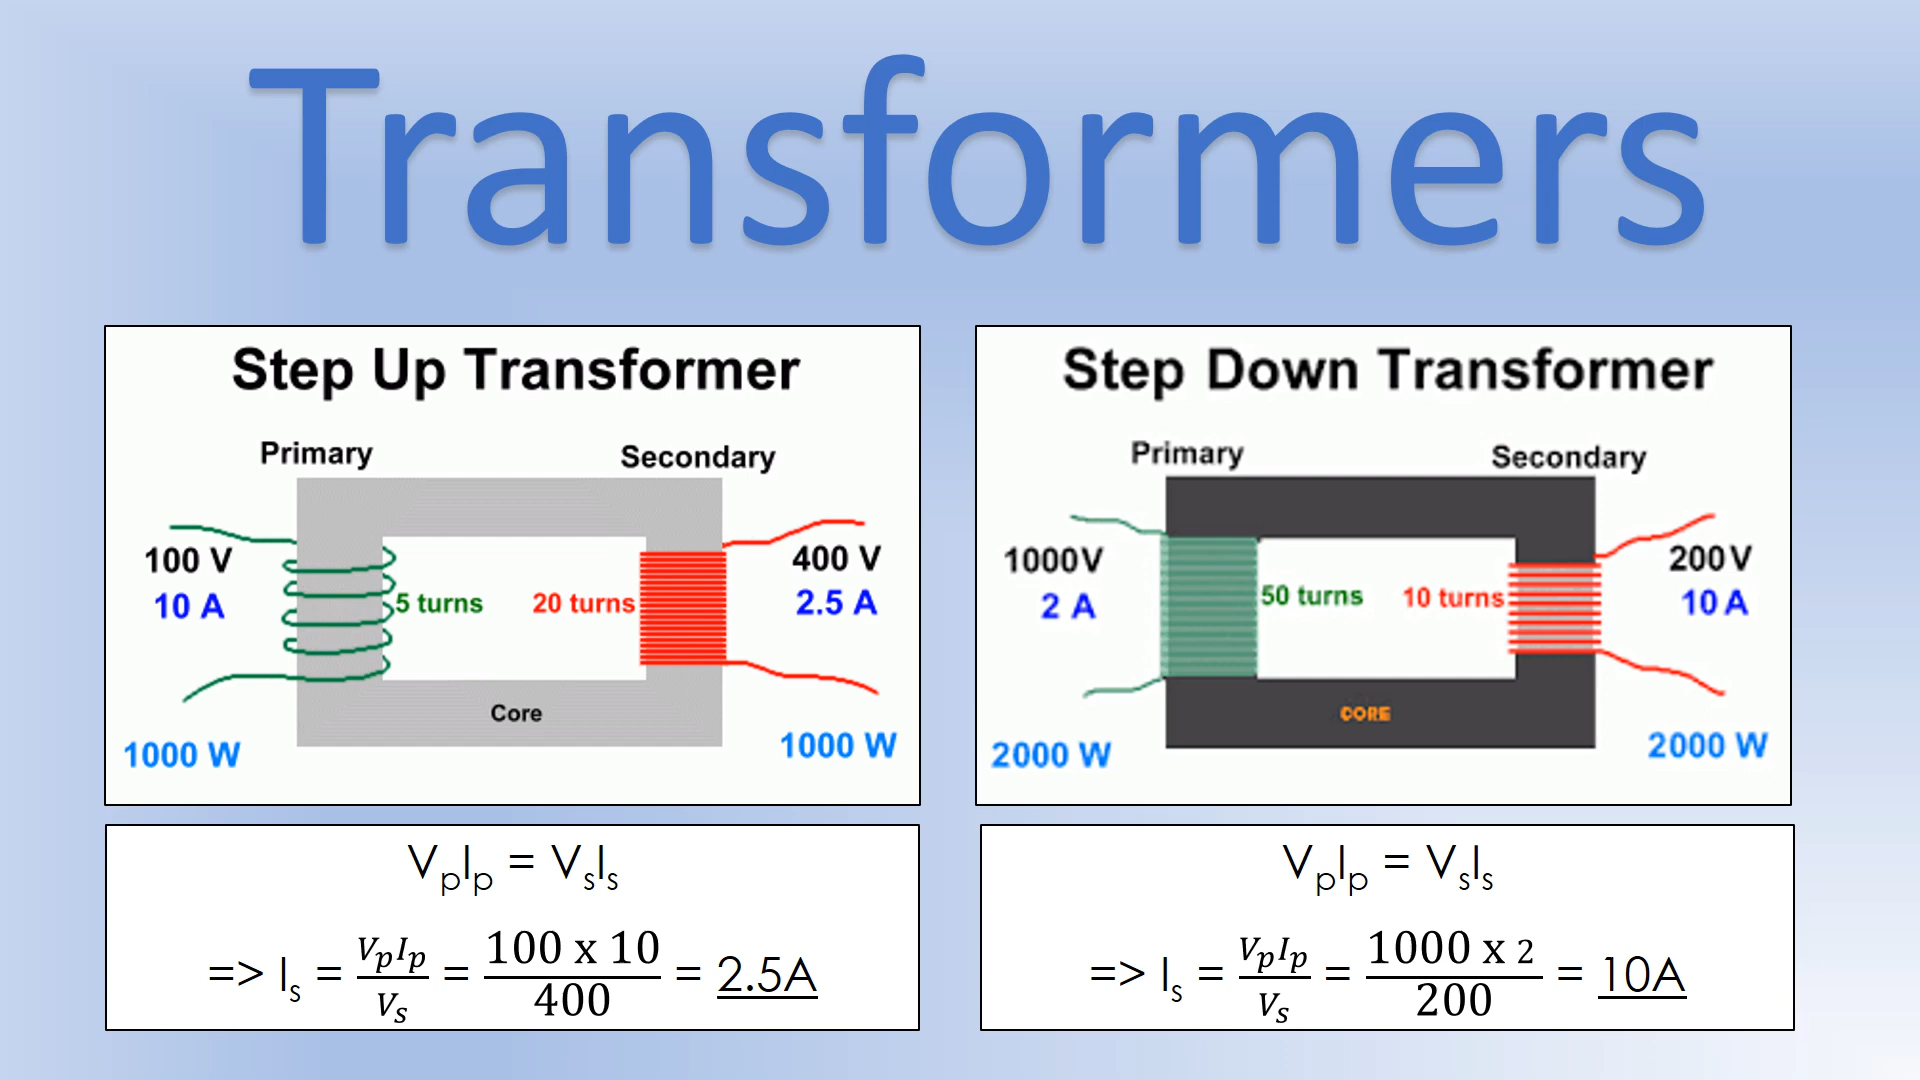 Transformers
Step Up Transformer
Primary
Secondary
100 V
10 A
5 turns
20 turns
400 V
2.5 A
Core
1000 W
1000 W
Step Down Transformer
Primary
Secondary
1000V
2 A
50 turns
10 turns
200V
10 A
CORE
2000 W
2000 W
VₚIₚ = VₛIₛ
=> Iₛ = VₚIₚ/Vₛ = 100 x 10/400 = 2.5A
VₚIₚ = VₛIₛ
=> Iₛ = VₚIₚ/Vₛ = 1000 x 2/200 = 10A